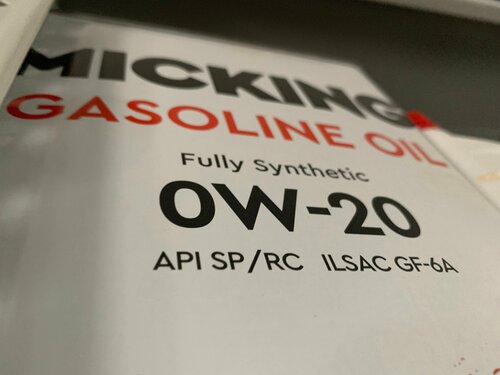 MICKING
GASOLINE OIL
Fully Synthetic
0W-20
API SP/RC ILSAC GF-6A